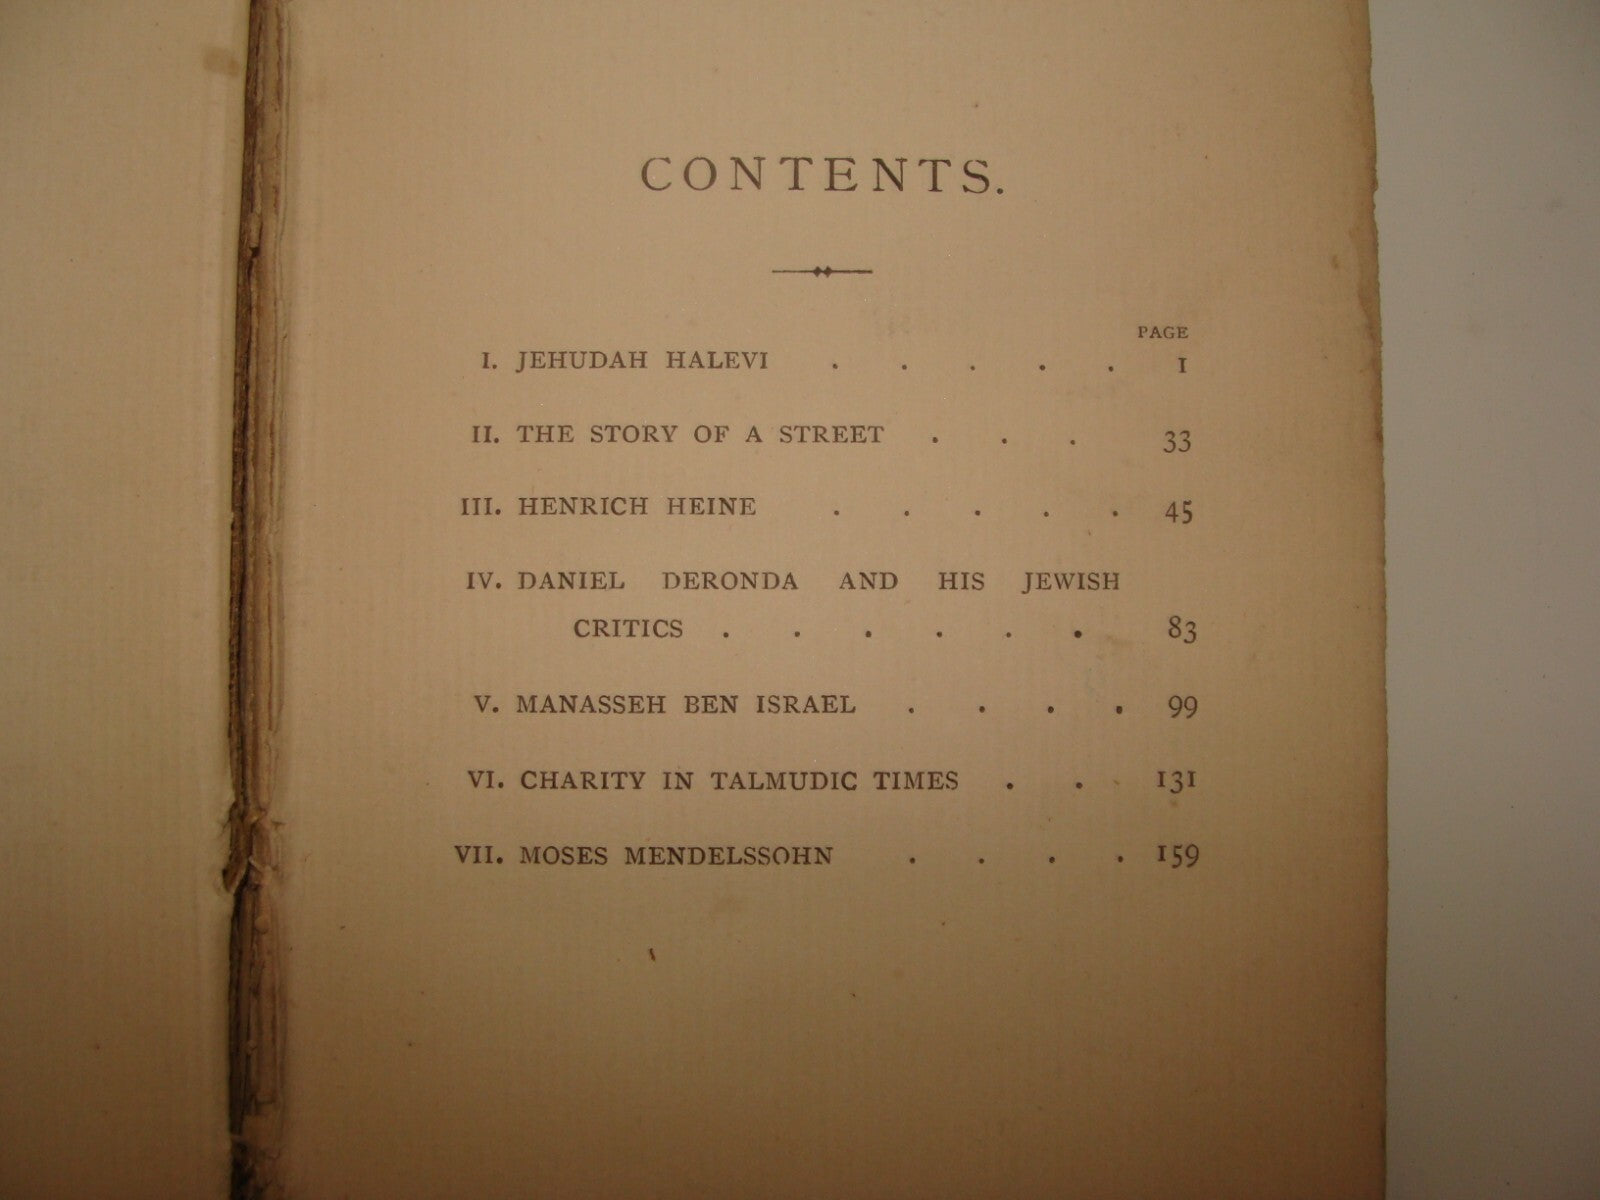 CONTENTS.
PAGE
I. JEHUDAH HALEVI . . . . . 1
II. THE STORY OF A STREET . . . 33
III. HENRICH HEINE . . . . . 45
IV. DANIEL DERONDA AND HIS JEWISH
CRITICS . . . . . . 83
V. MANASSEH BEN ISRAEL . . . . 99
VI. CHARITY IN TALMUDIC TIMES . . 131
VII. MOSES MENDELSSOHN . . . . 159